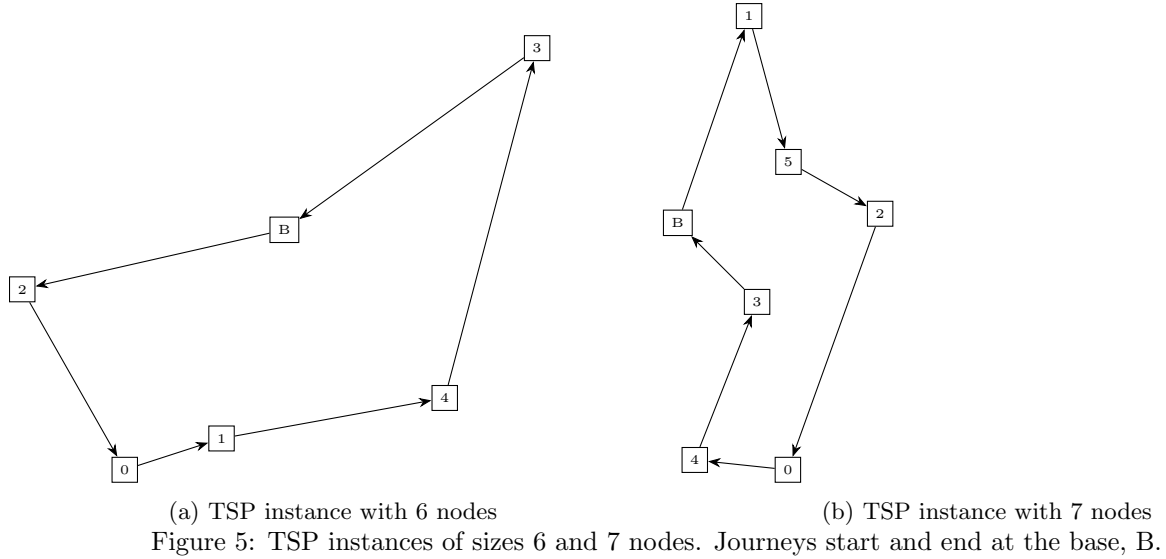 1
3
5
2
B
B
2
3
4
1
4
0
0
(a) TSP instance with 6 nodes
(b) TSP instance with 7 nodes
Figure 5: TSP instances of sizes 6 and 7 nodes. Journeys start and end at the base, B.